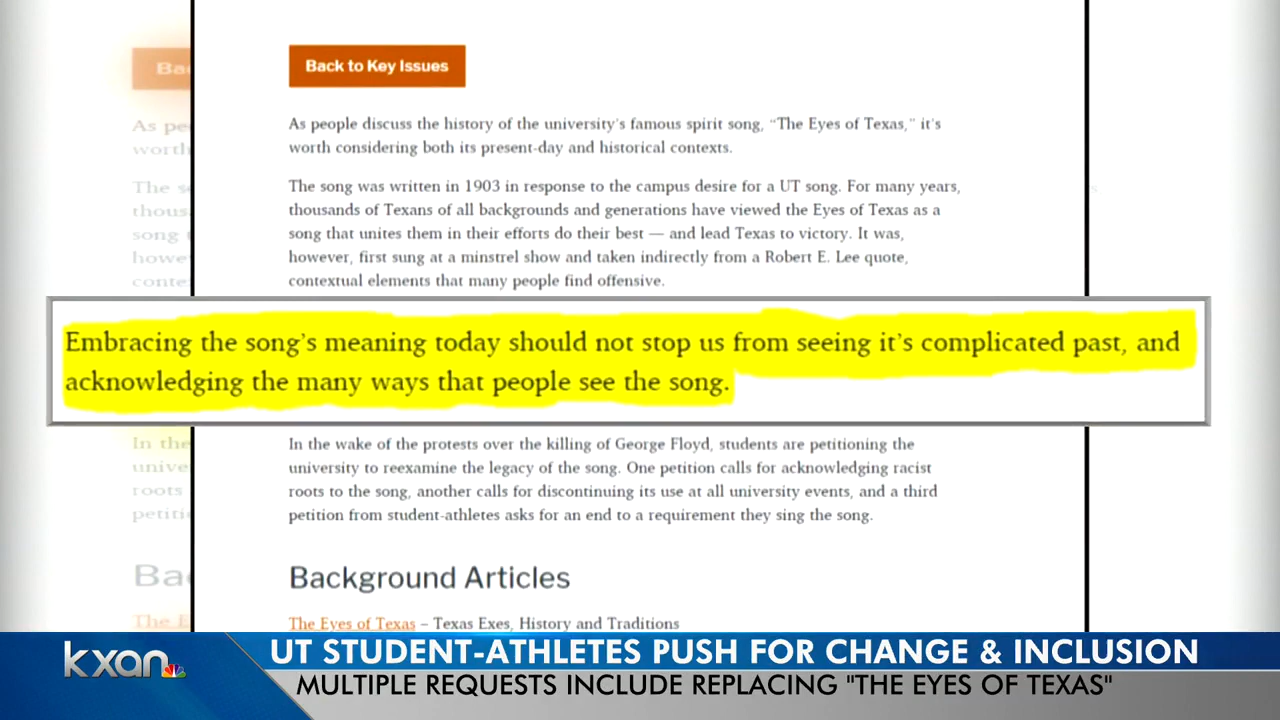 Back to Key Issues
As people discuss the history of the university's famous spirit song, "The Eyes of Texas," it's
worth considering both its present-day and historical contexts.
The song was written in 1903 in response to the campus desire for a UT song. For many years,
thousands of Texans of all backgrounds and generations have viewed the Eyes of Texas as a
song that unites them in their efforts do their best — and lead Texas to victory. It was,
however, first sung at a minstrel show and taken indirectly from a Robert E. Lee quote,
contextual elements that many people find offensive.
Embracing the song's meaning today should not stop us from seeing it's complicated past, and
acknowledging the many ways that people see the song.
In the wake of the protests over the killing of George Floyd, students are petitioning the
university to reexamine the legacy of the song. One petition calls for acknowledging racist
roots to the song, another calls for discontinuing its use at all university events, and a third
petition from student-athletes asks for an end to a requirement they sing the song.
Background Articles
The Eyes of Texas – Texas Exes, History and Traditions
kxan
UT STUDENT-ATHLETES PUSH FOR CHANGE & INCLUSION
MULTIPLE REQUESTS INCLUDE REPLACING "THE EYES OF TEXAS"